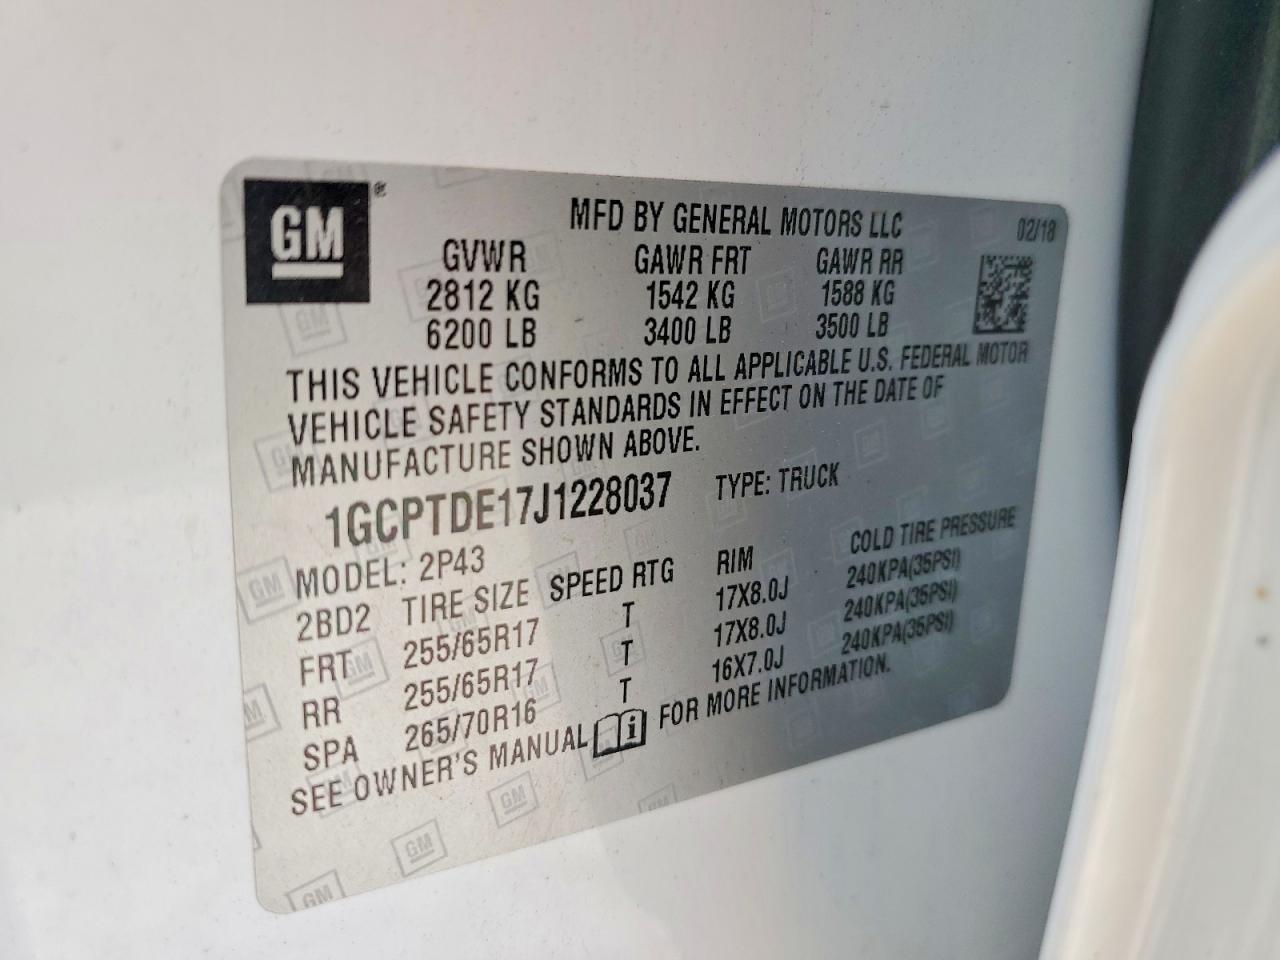 GM ®
MFD BY GENERAL MOTORS LLC 02/18
GVWR GAWR FRT GAWR RR
2812 KG 1542 KG 1588 KG
6200 LB 3400 LB 3500 LB
THIS VEHICLE CONFORMS TO ALL APPLICABLE U.S. FEDERAL MOTOR
VEHICLE SAFETY STANDARDS IN EFFECT ON THE DATE OF
MANUFACTURE SHOWN ABOVE.
1GCPTDE17J1228037 TYPE: TRUCK
MODEL: 2P43
2BD2 TIRE SIZE SPEED RTG RIM COLD TIRE PRESSURE
FRT 255/65R17 T 17X8.0J 240KPA(35PSI)
RR 255/65R17 T 17X8.0J 240KPA(35PSI)
SPA 265/70R16 T 16X7.0J 240KPA(35PSI)
SEE OWNER'S MANUAL i FOR MORE INFORMATION.